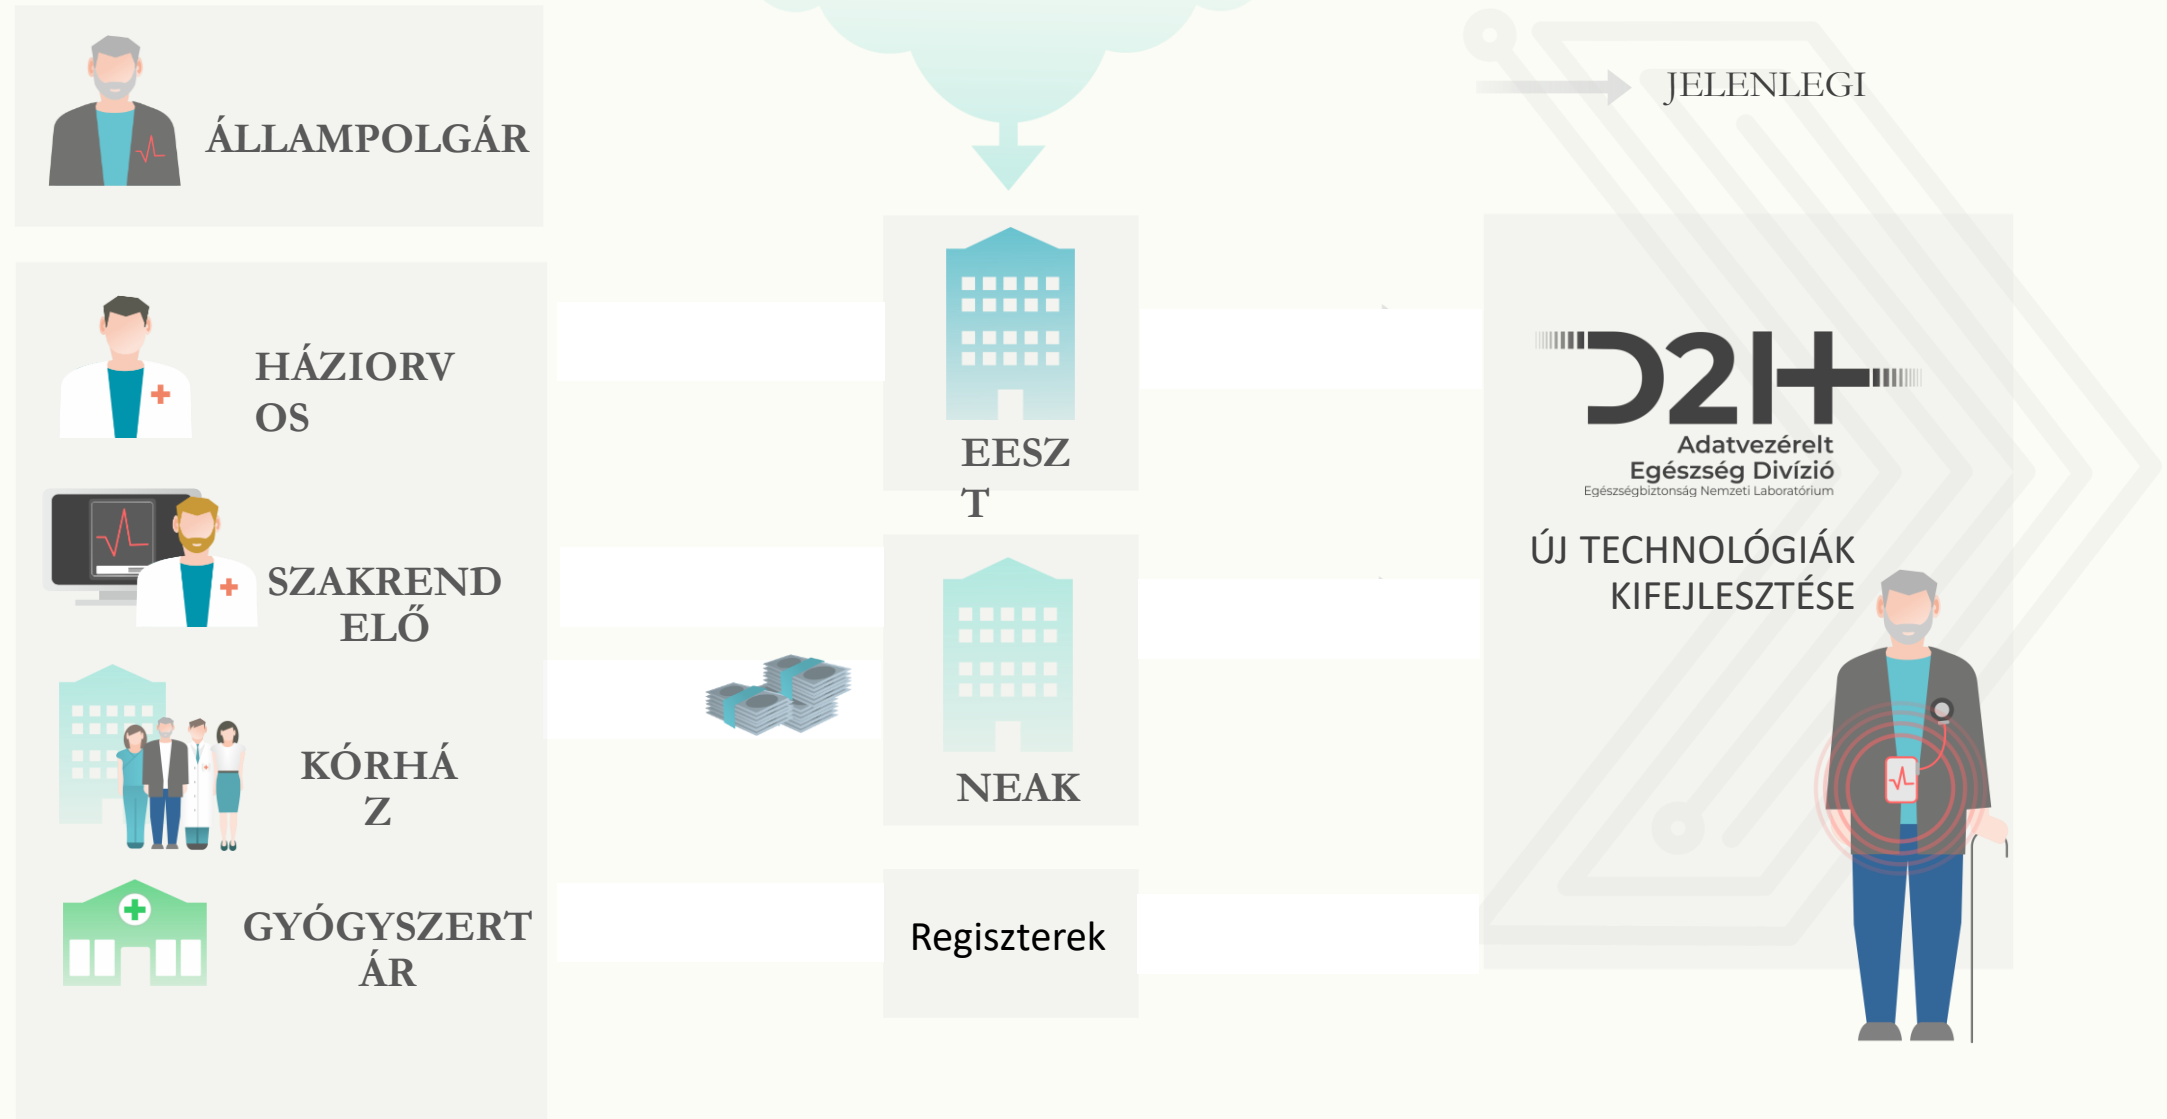 ÁLLAMPOLGÁR
HÁZIORV
OS
SZAKREND
ELŐ
KÓRHÁ
Z
GYÓGYSZERT
ÁR
EESZ
T
NEAK
Regiszterek
JELENLEGI
D2H
Adatvezérelt
Egészség Divízió
Egészségbiztonság Nemzeti Laboratórium
ÚJ TECHNOLÓGIÁK
KIFEJLESZTÉSE